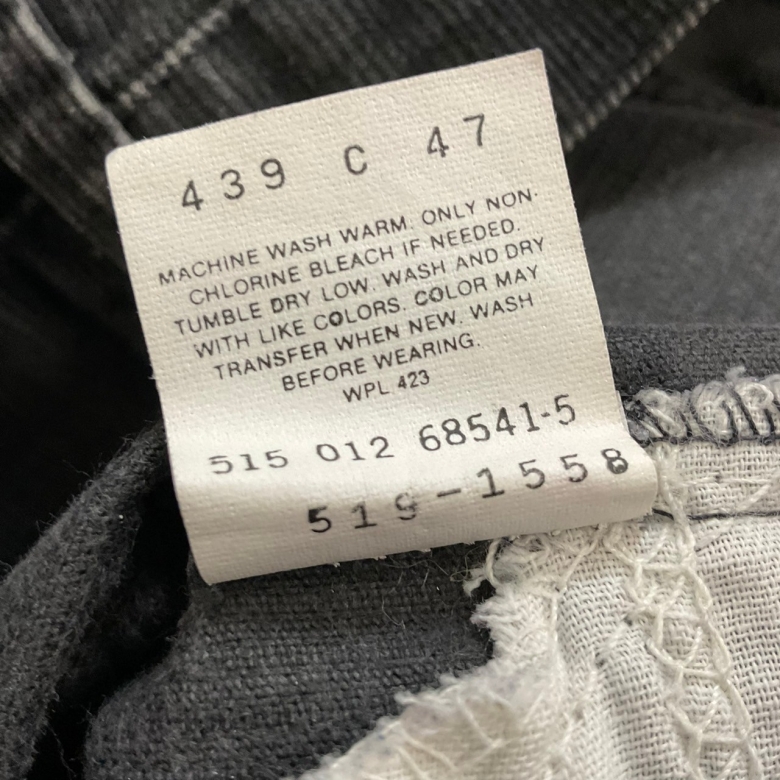 439 C 47
MACHINE WASH WARM. ONLY NON-
CHLORINE BLEACH IF NEEDED.
TUMBLE DRY LOW. WASH AND DRY
WITH LIKE COLORS. COLOR MAY
TRANSFER WHEN NEW. WASH
BEFORE WEARING.
WPL 423
515 012 68541-5
519-1558